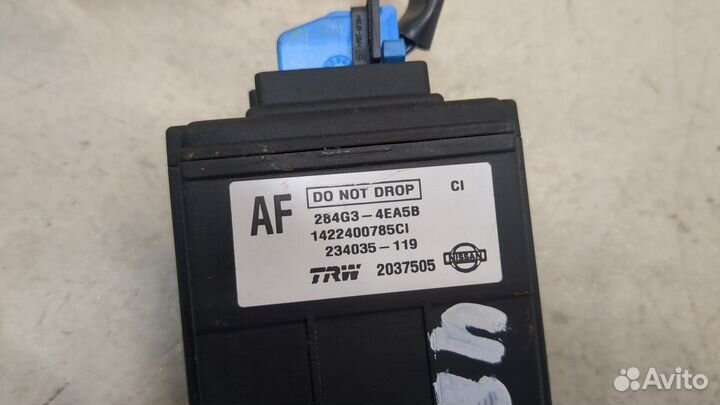 AF
DO NOT DROP
CI
284G3-4EA5B
1422400785CI
234035-119
TRW 2037505
NISSAN
Avito